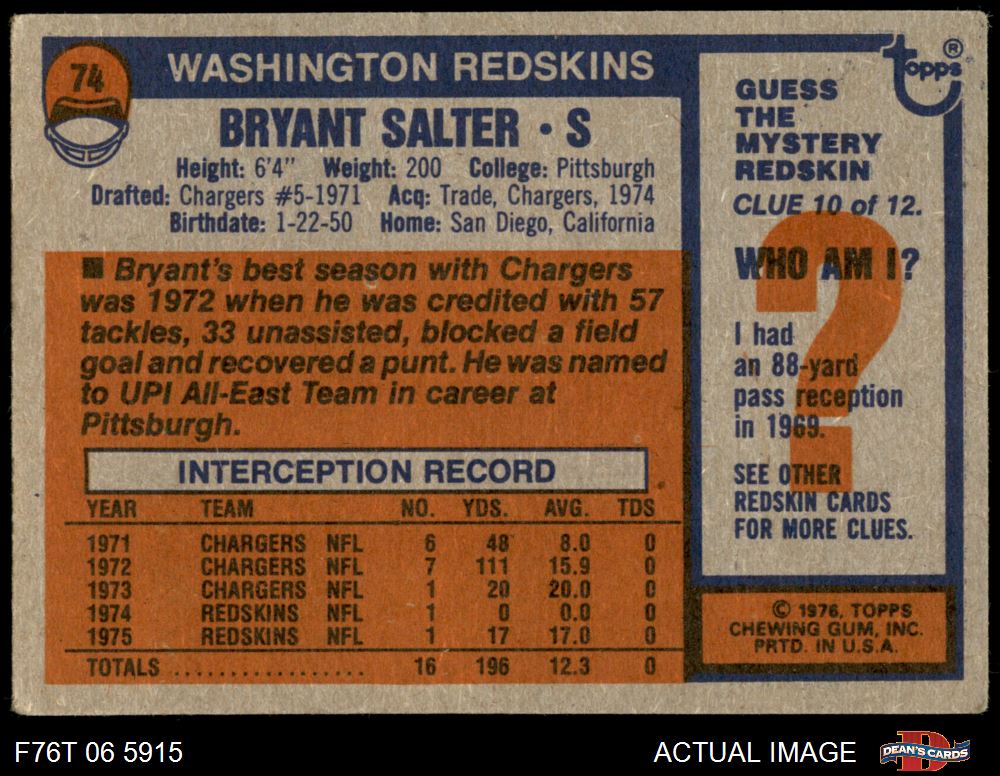 74
WASHINGTON REDSKINS
BRYANT SALTER • S
Height: 6'4" Weight: 200 College: Pittsburgh
Drafted: Chargers #5-1971 Acq: Trade, Chargers, 1974
Birthdate: 1-22-50 Home: San Diego, California
■ Bryant's best season with Chargers
was 1972 when he was credited with 57
tackles, 33 unassisted, blocked a field
goal and recovered a punt. He was named
to UPI All-East Team in career at
Pittsburgh.
INTERCEPTION RECORD
YEAR TEAM NO. YDS. AVG. TDS
1971 CHARGERS NFL 6 48 8.0 0
1972 CHARGERS NFL 7 111 15.9 0
1973 CHARGERS NFL 1 20 20.0 0
1974 REDSKINS NFL 1 0 0.0 0
1975 REDSKINS NFL 1 17 17.0 0
TOTALS .................. 16 196 12.3 0
topps ®
GUESS
THE
MYSTERY
REDSKIN
CLUE 10 of 12.
?
WHO AM I?
I had
an 88-yard
pass reception
in 1969.
SEE OTHER
REDSKIN CARDS
FOR MORE CLUES.
© 1976, TOPPS
CHEWING GUM, INC.
PRTD. IN U.S.A.
F76T 06 5915
ACTUAL IMAGE
D
DEAN'S CARDS